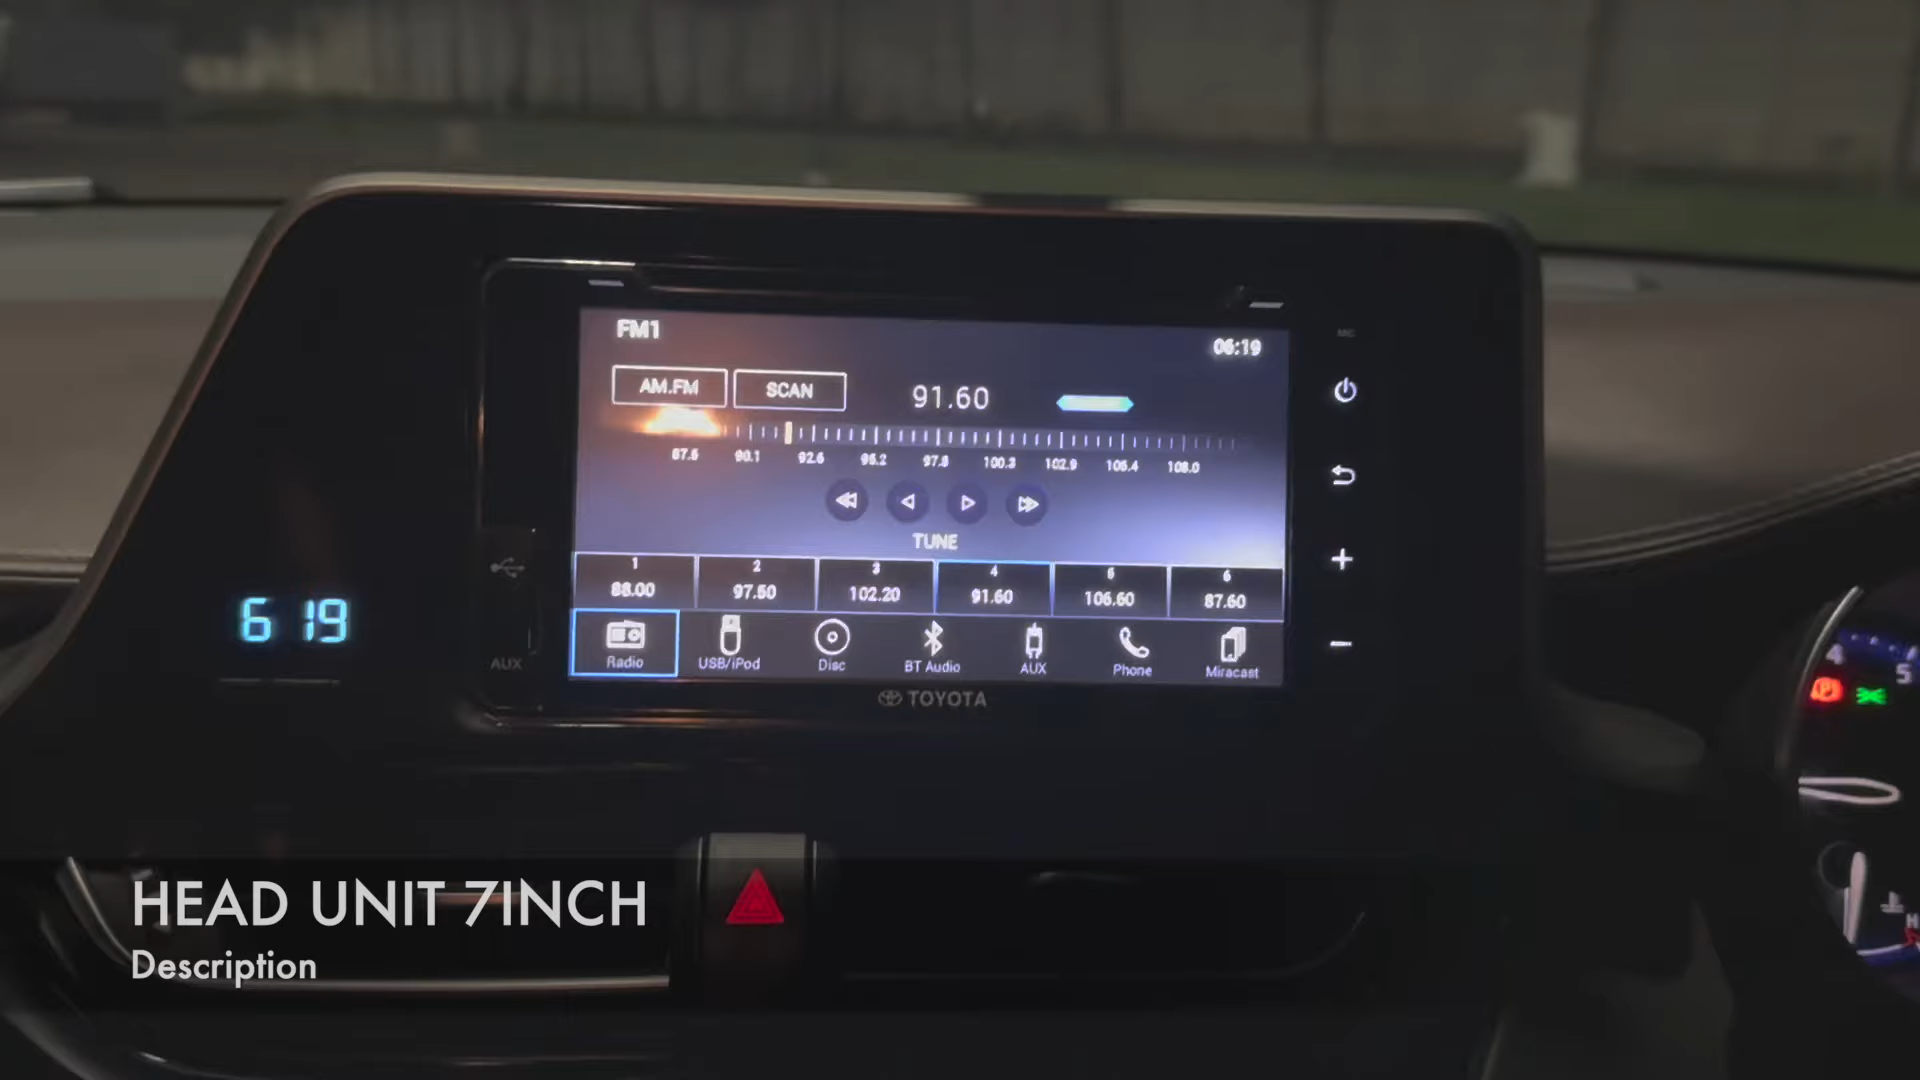 FM1
06:19
MIC
AM.FM
SCAN
91.60
87.5 90.1 92.6 95.2 97.8 100.3 102.9 105.4 108.0
TUNE
1 2 3 4 5 6
88.00 97.50 102.20 91.60 106.60 87.60
Radio USB/iPod Disc BT Audio AUX Phone Miracast
AUX
TOYOTA
6 19
4
5
P
H
HEAD UNIT 7INCH
Description